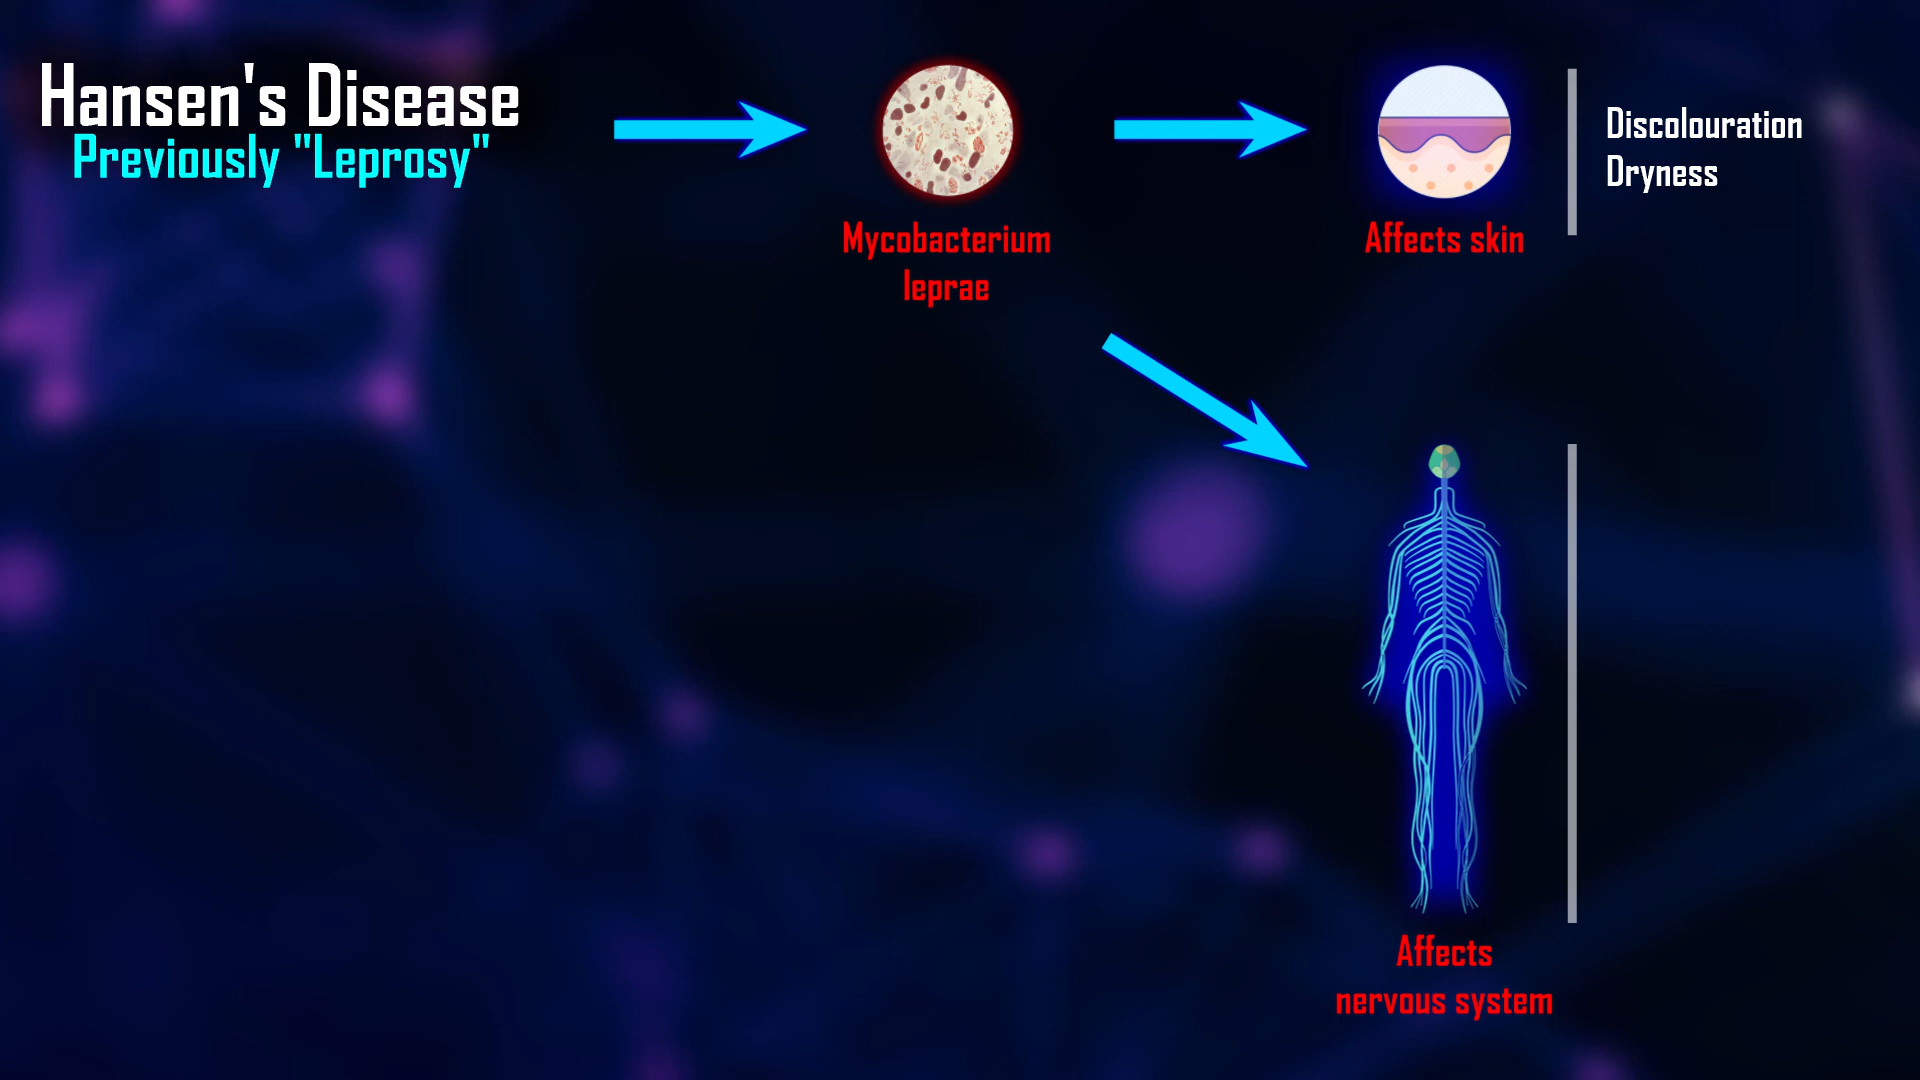 Hansen's Disease
Previously "Leprosy"
Mycobacterium
leprae
Affects skin
Discolouration
Dryness
Affects
nervous system